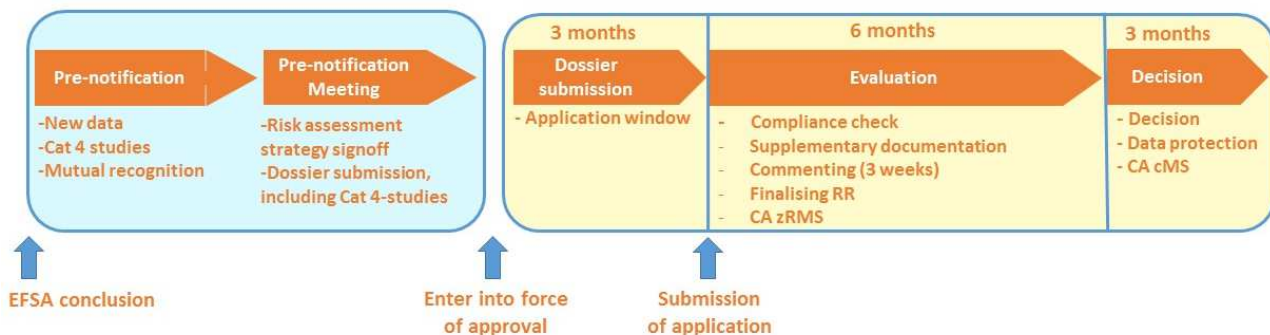 3 months
6 months
3 months
Pre-notification
Pre-notification
Meeting
Dossier
submission
Evaluation
Decision
-New data
-Cat 4 studies
-Mutual recognition
-Risk assessment
strategy signoff
-Dossier submission,
including Cat 4-studies
- Application window
- Compliance check
- Supplementary documentation
- Commenting (3 weeks)
- Finalising RR
- CA zRMS
- Decision
- Data protection
- CA cMS
EFSA conclusion
Enter into force
of approval
Submission
of application